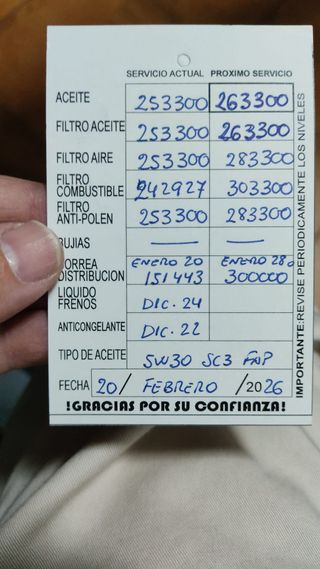 SERVICIO ACTUAL PROXIMO SERVICIO
ACEITE 253300 263300
FILTRO ACEITE 253300 263300
FILTRO AIRE 253300 283300
FILTRO COMBUSTIBLE 242927 303300
FILTRO ANTI-POLEN 253300 283300
BUJIAS — —
CORREA DISTRIBUCION ENERO 20 151443 ENERO 28 300000
LIQUIDO FRENOS DIC. 24
ANTICONGELANTE DIC. 22
TIPO DE ACEITE 5W30 SC3
FECHA 20/ FEBRERO /2026
!GRACIAS POR SU CONFIANZA!
IMPORTANTE: REVISE PERIODICAMENTE LOS NIVELES